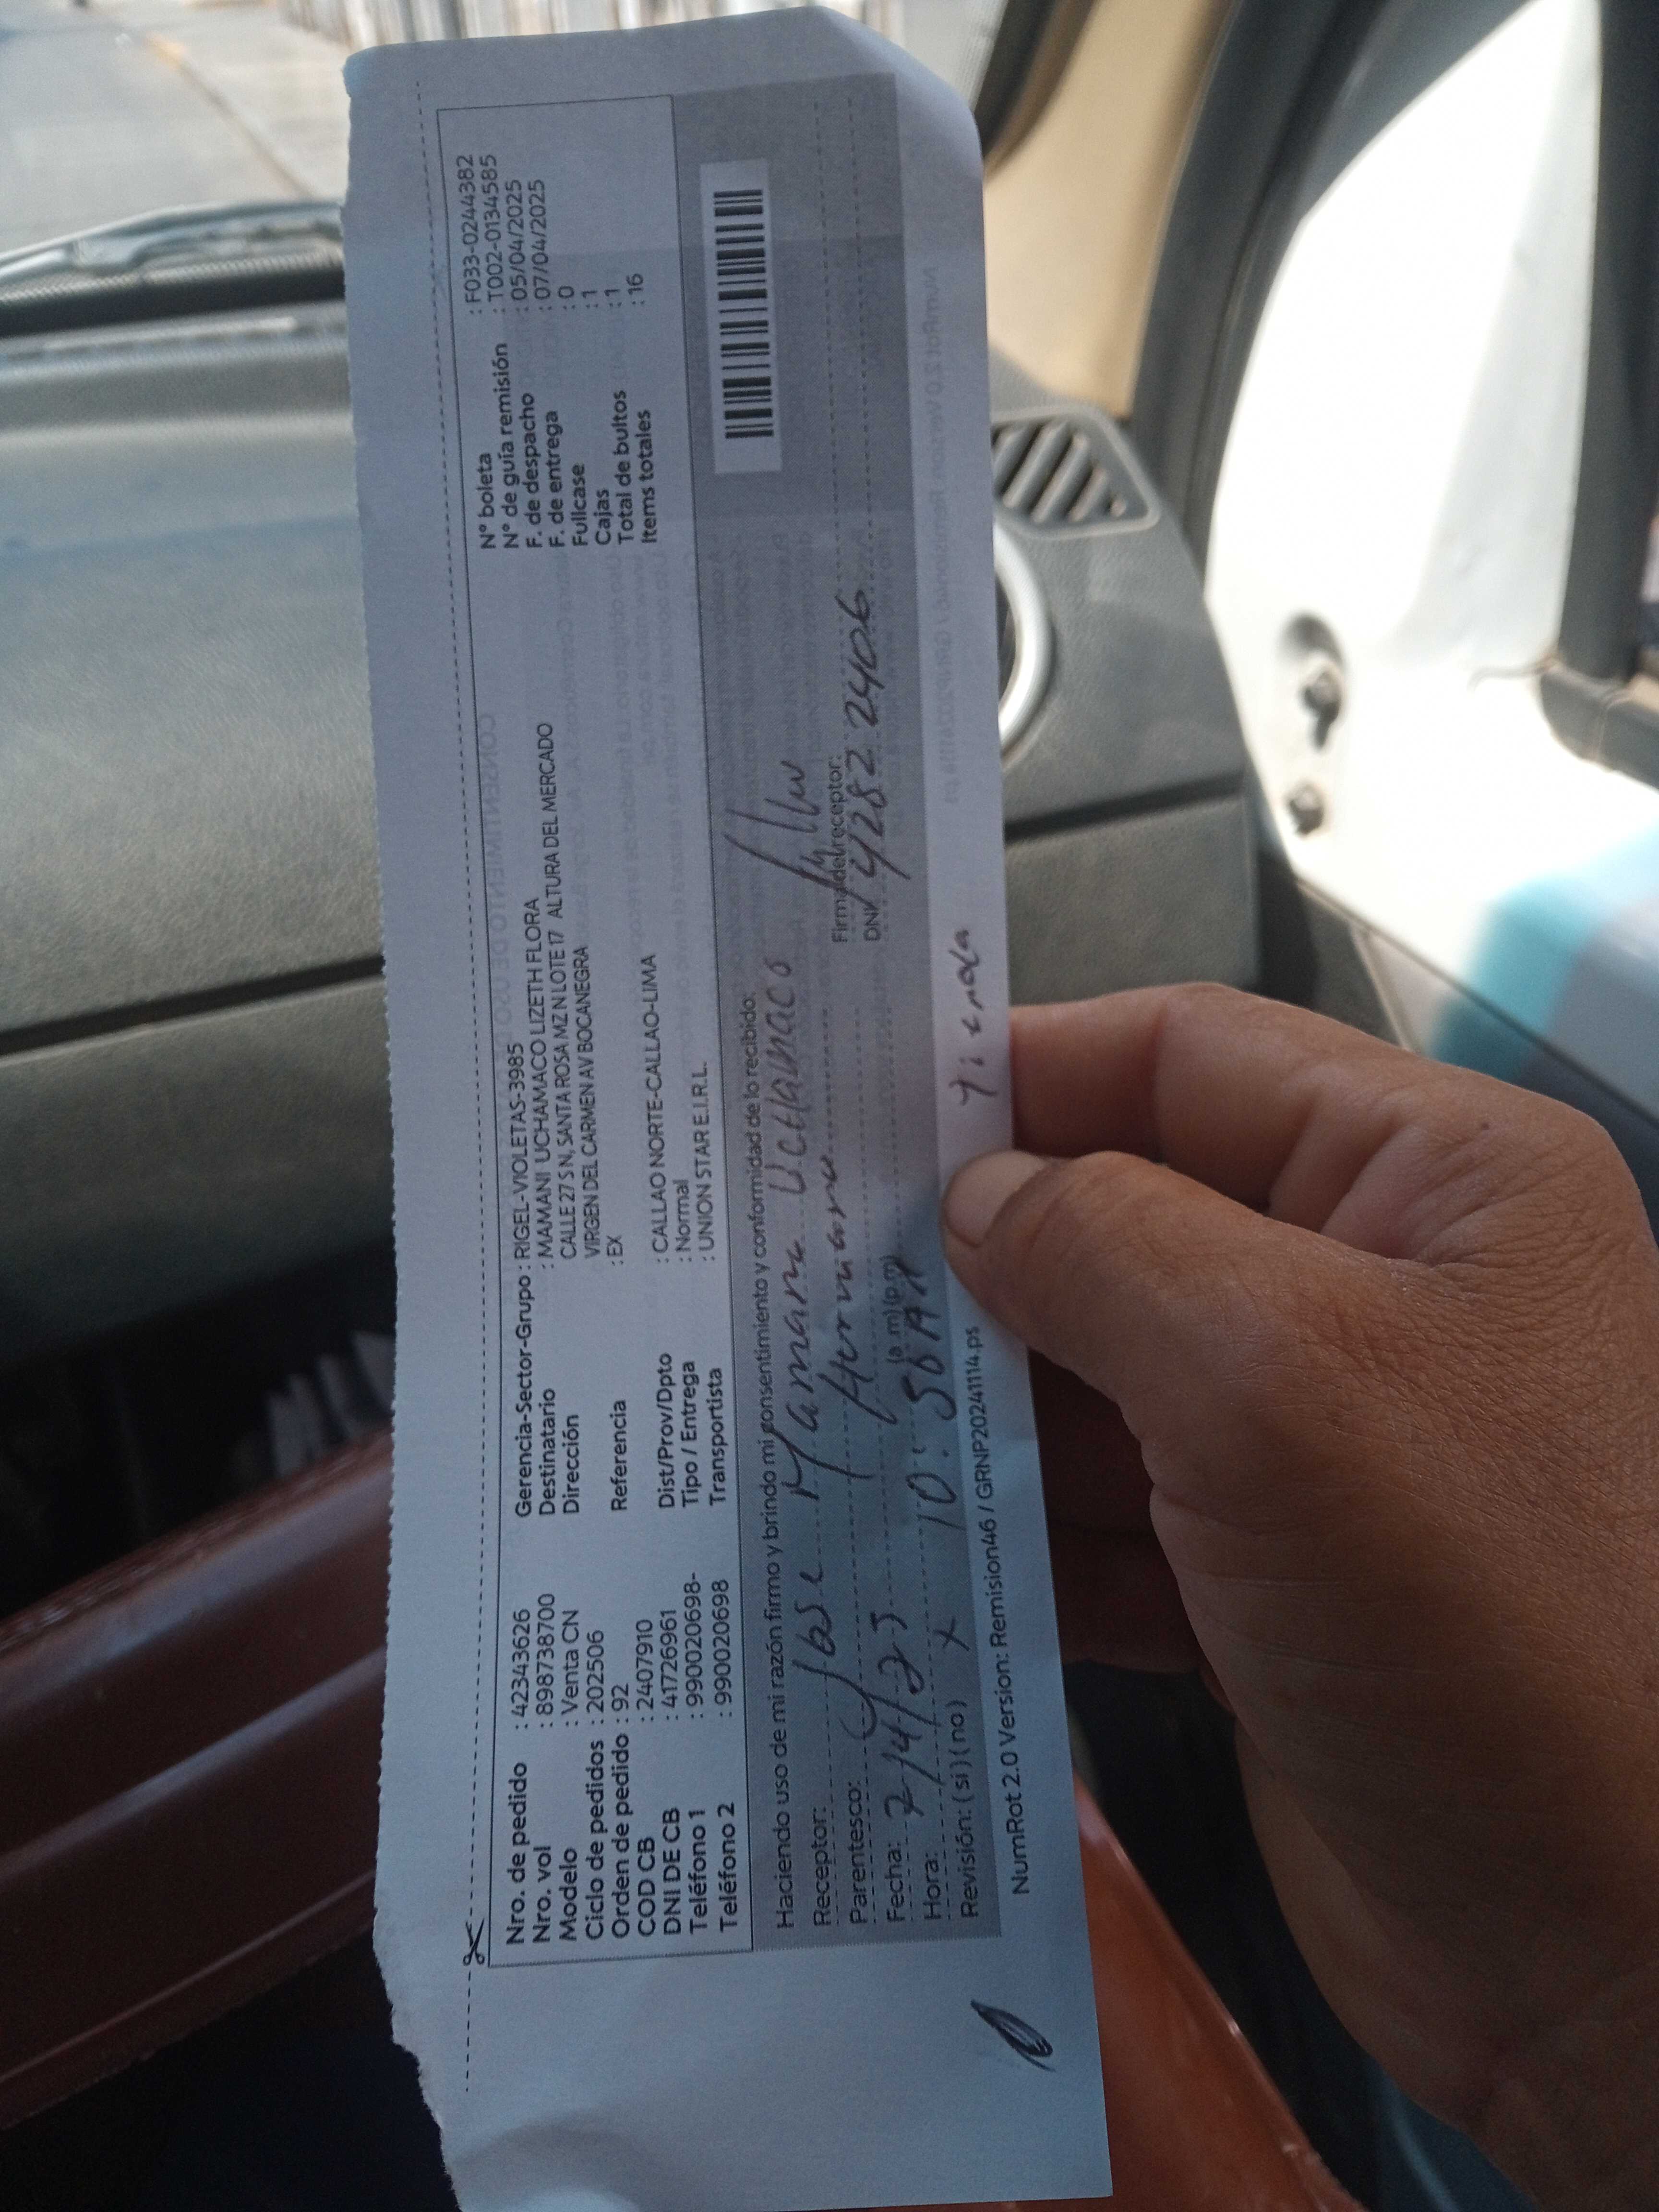 Nro. de pedido : 42343626
Nro. vol : 898738700
Modelo : Venta CN
Ciclo de pedidos : 202506
Orden de pedido : 92
COD CB : 2407910
DNI DE CB : 41726961
Teléfono 1 : 990020698-
Teléfono 2 : 990020698
Gerencia-Sector-Grupo : RIGEL-VIOLETAS-3985
Destinatario : MAMANI UCHAMACO LIZETH FLORA
Dirección CALLE 27 S N, SANTA ROSA MZ N LOTE 17 ALTURA DEL MERCADO
VIRGEN DEL CARMEN AV BOCANEGRA
Referencia : EX
Dist/Prov/Dpto : CALLAO NORTE-CALLAO-LIMA
Tipo / Entrega : Normal
Transportista : UNION STAR E.I.R.L.
N° boleta : F033-0244382
N° de guía remisión : T002-0134585
F. de despacho : 05/04/2025
F. de entrega : 07/04/2025
Fullcase : 0
Cajas : 1
Total de bultos : 1
Items totales : 16
Haciendo uso de mi razón firmo y brindo mi consentimiento y conformidad de lo recibido:
Receptor: Jose Mamani UCHAMACO
Parentesco: Hermano
Firma del receptor:
DNI 42822406
Fecha: 7/4/25
Hora: 10:50 AM (a.m) (p.m)
Revisión: ( si ) ( no ) x
Tienda
NumRot 2.0 Version: Remision46 / GRNP20241114.ps